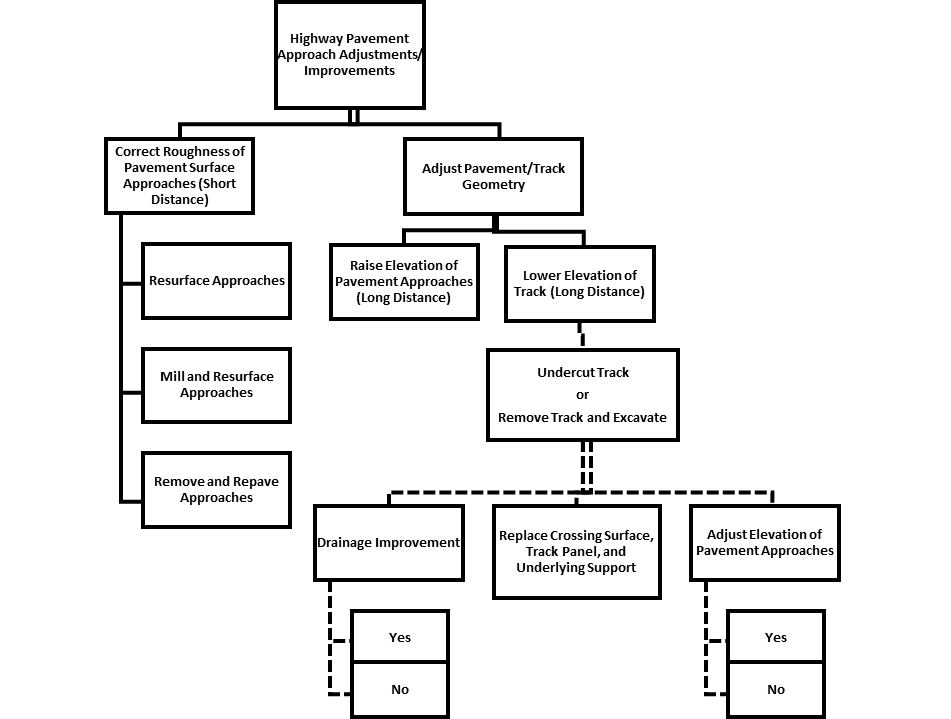 Highway Pavement
Approach Adjustments/
Improvements
Correct Roughness of
Pavement Surface
Approaches (Short
Distance)
Adjust Pavement/Track
Geometry
Resurface Approaches
Mill and Resurface
Approaches
Remove and Repave
Approaches
Raise Elevation of
Pavement Approaches
(Long Distance)
Lower Elevation of
Track (Long Distance)
Undercut Track
or
Remove Track and Excavate
Drainage Improvement
Yes
No
Replace Crossing Surface,
Track Panel, and
Underlying Support
Adjust Elevation of
Pavement Approaches
Yes
No